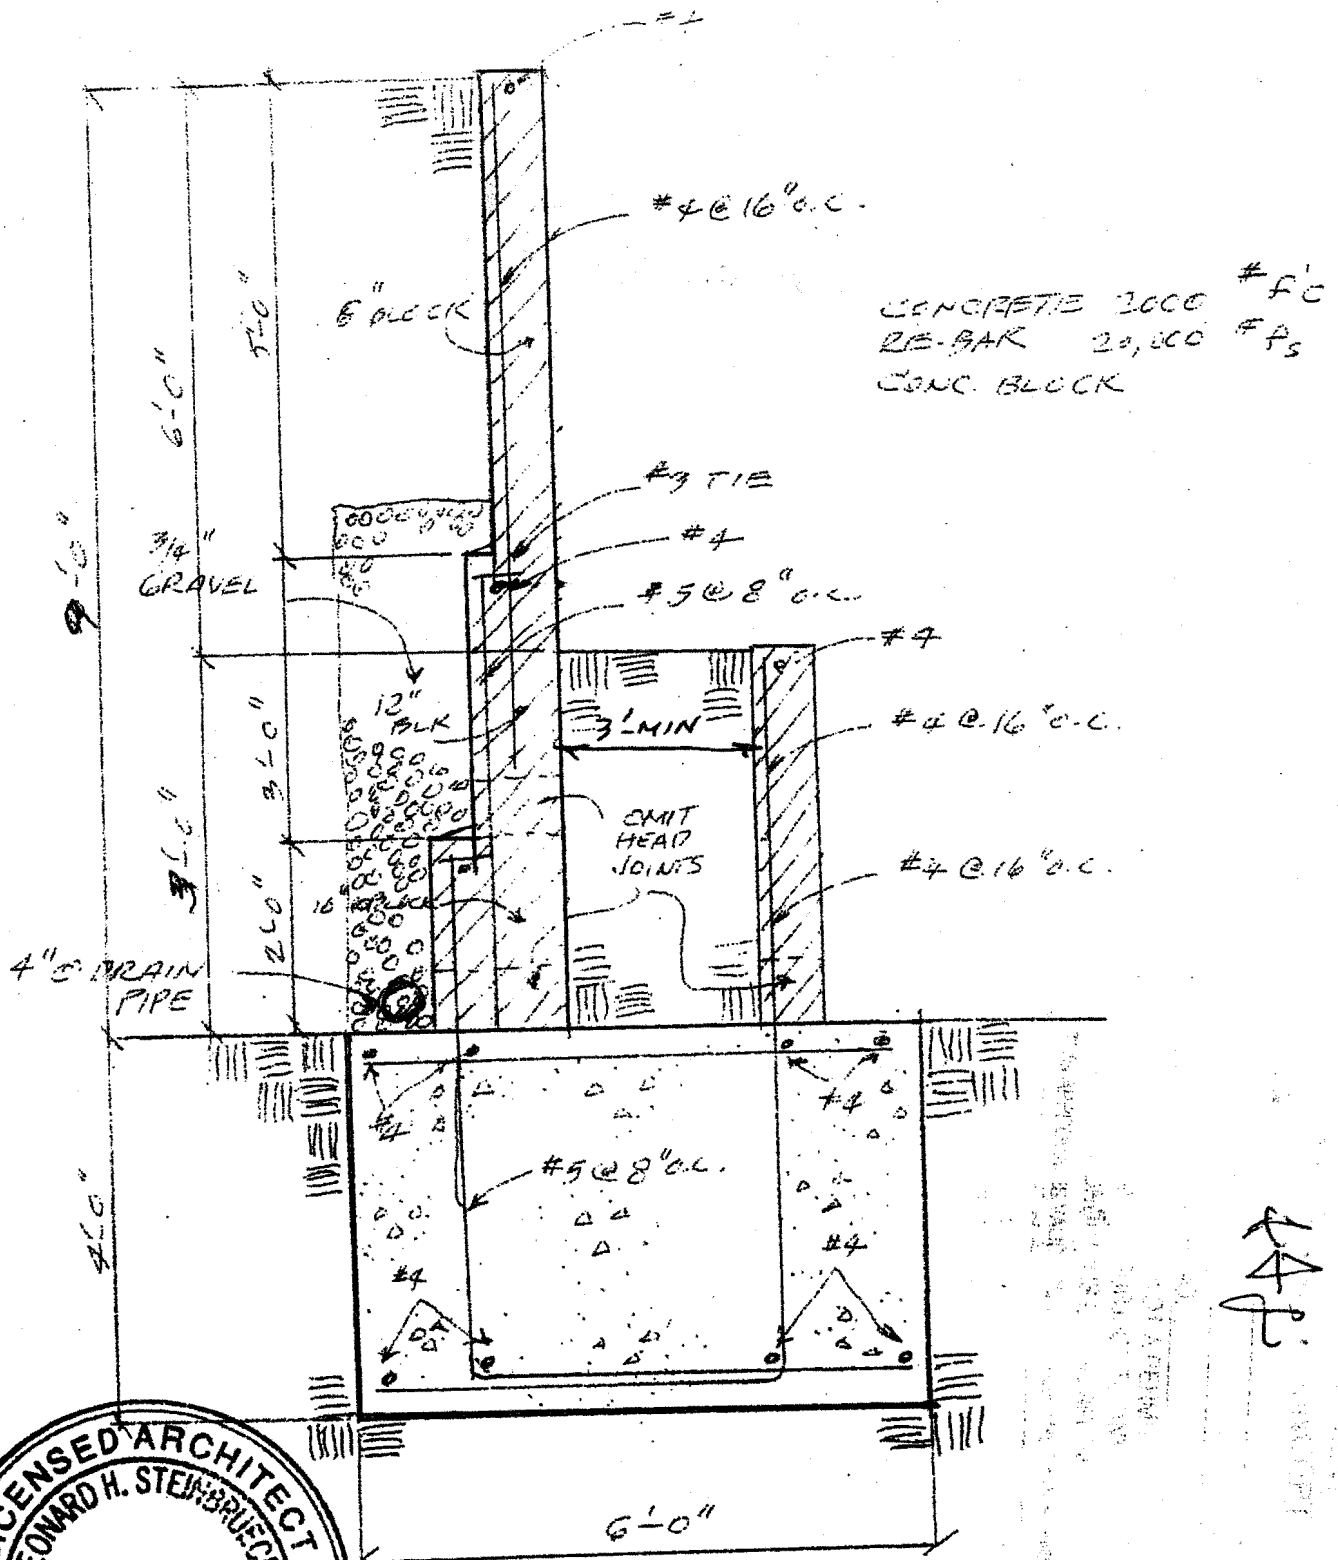 #4 @ 16" O.C.
BLOCK
CONCRETE 2000 # f'c
RE-BAR 20,000 # fs
CONC. BLOCK
5'-0"
6'-0"
9'-0"
#3 TIE
#4
#5 @ 8" O.C.
3/4"
GRAVEL
#4
12"
BLK
3'-MIN
#4 @ 16" O.C.
3'-0"
3'-0"
OMIT
HEAD
JOINTS
#4 @ 16" O.C.
16" BLOCK
2'-0"
4" Ø DRAIN
PIPE
#4
#4
#5 @ 8" O.C.
4'-0"
#4
#4
6'-0"
LICENSED ARCHITECT
LEONARD H. STEINBRUECK